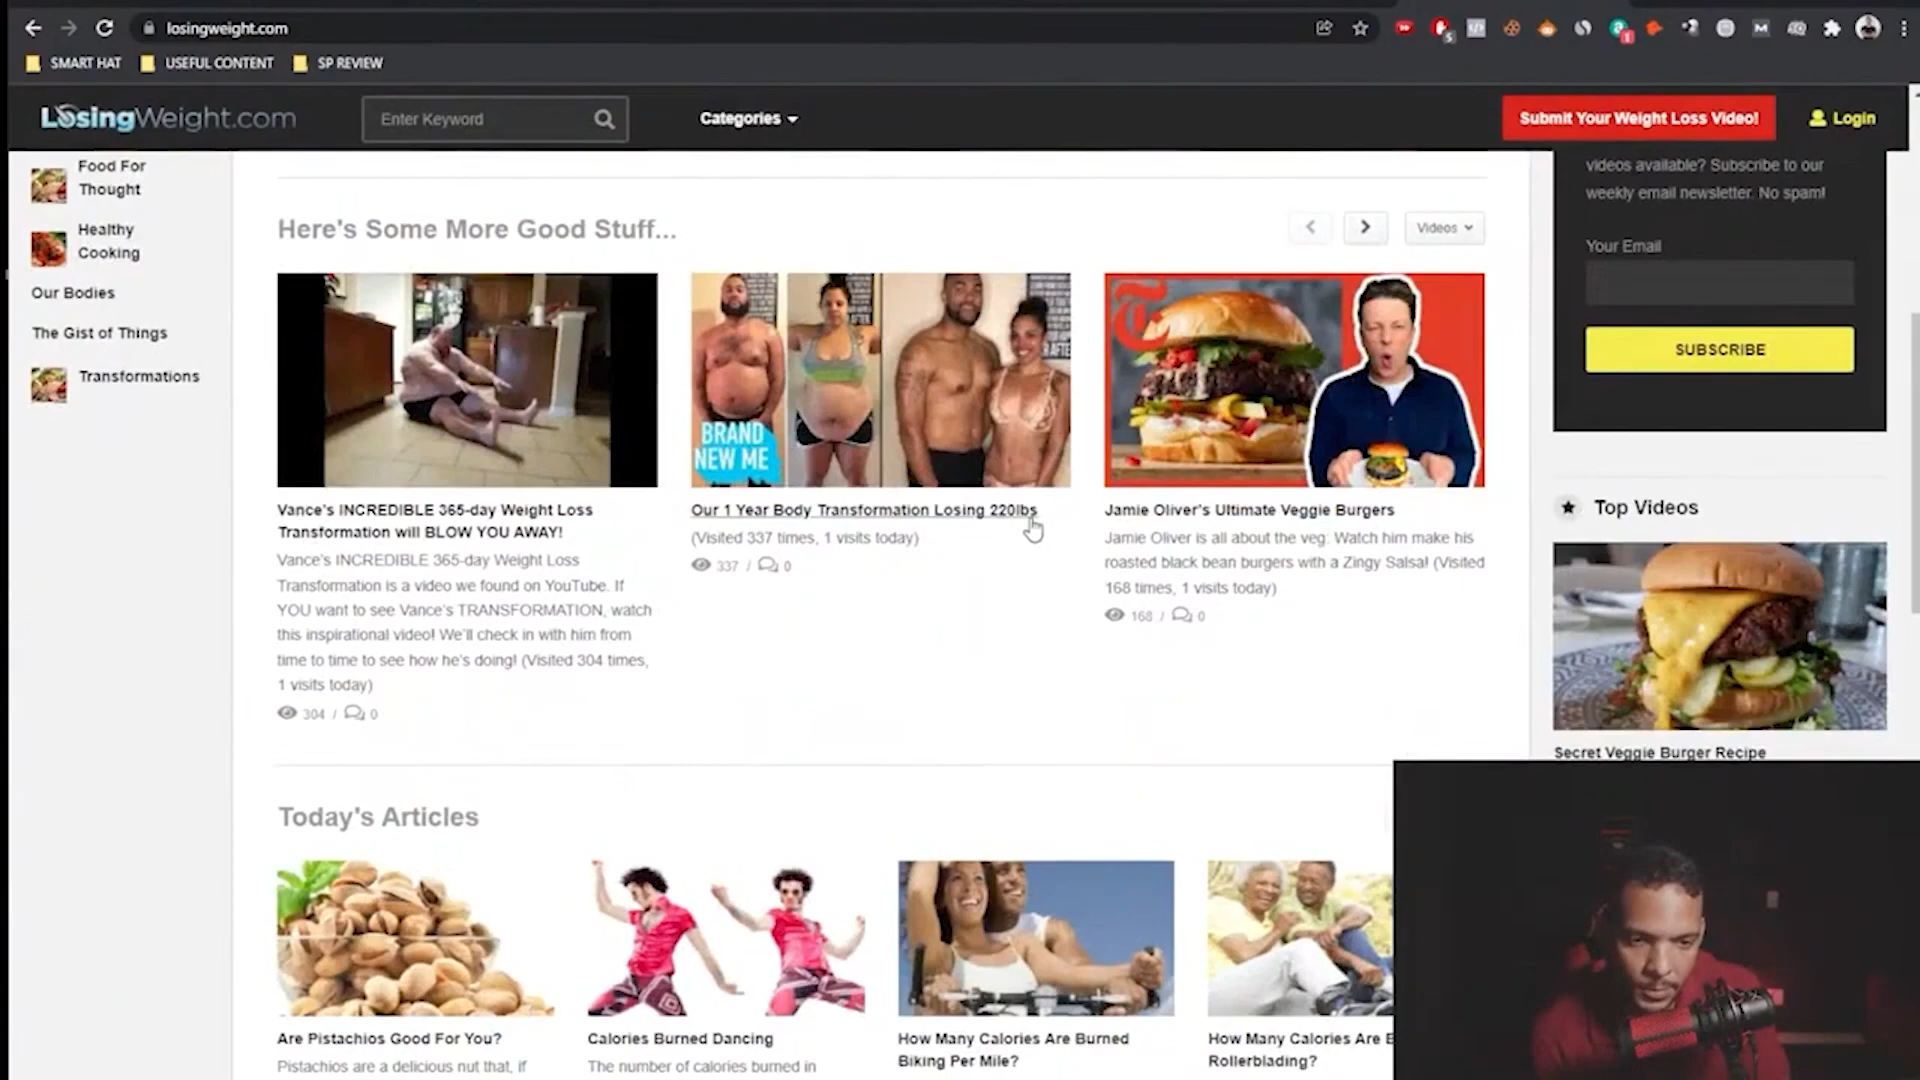 losingweight.com
SMART HAT
USEFUL CONTENT
SP REVIEW
LosingWeight.com
Enter Keyword
Categories
Submit Your Weight Loss Video!
Login
Food For
Thought
Healthy
Cooking
Our Bodies
The Gist of Things
Transformations
Here's Some More Good Stuff...
Videos
BRAND
NEW ME
Vance's INCREDIBLE 365-day Weight Loss
Transformation will BLOW YOU AWAY!
Vance's INCREDIBLE 365-day Weight Loss
Transformation is a video we found on YouTube. If
YOU want to see Vance's TRANSFORMATION, watch
this inspirational video! We'll check in with him from
time to time to see how he's doing! (Visited 304 times,
1 visits today)
304 / 0
Our 1 Year Body Transformation Losing 220lbs
(Visited 337 times, 1 visits today)
337 / 0
Jamie Oliver's Ultimate Veggie Burgers
Jamie Oliver is all about the veg: Watch him make his
roasted black bean burgers with a Zingy Salsa! (Visited
168 times, 1 visits today)
168 / 0
videos available? Subscribe to our
weekly email newsletter. No spam!
Your Email
SUBSCRIBE
Top Videos
Secret Veggie Burger Recipe
Today's Articles
Are Pistachios Good For You?
Pistachios are a delicious nut that, if
Calories Burned Dancing
The number of calories burned in
How Many Calories Are Burned
Biking Per Mile?
How Many Calories Are
Rollerblading?